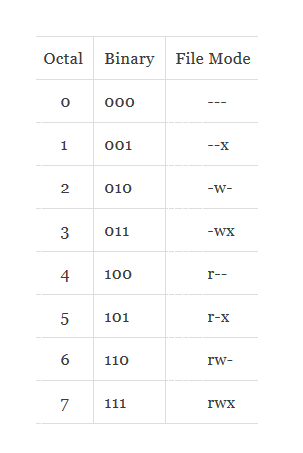 Octal Binary File Mode
0 000 ---
1 001 --x
2 010 -w-
3 011 -wx
4 100 r--
5 101 r-x
6 110 rw-
7 111 rwx